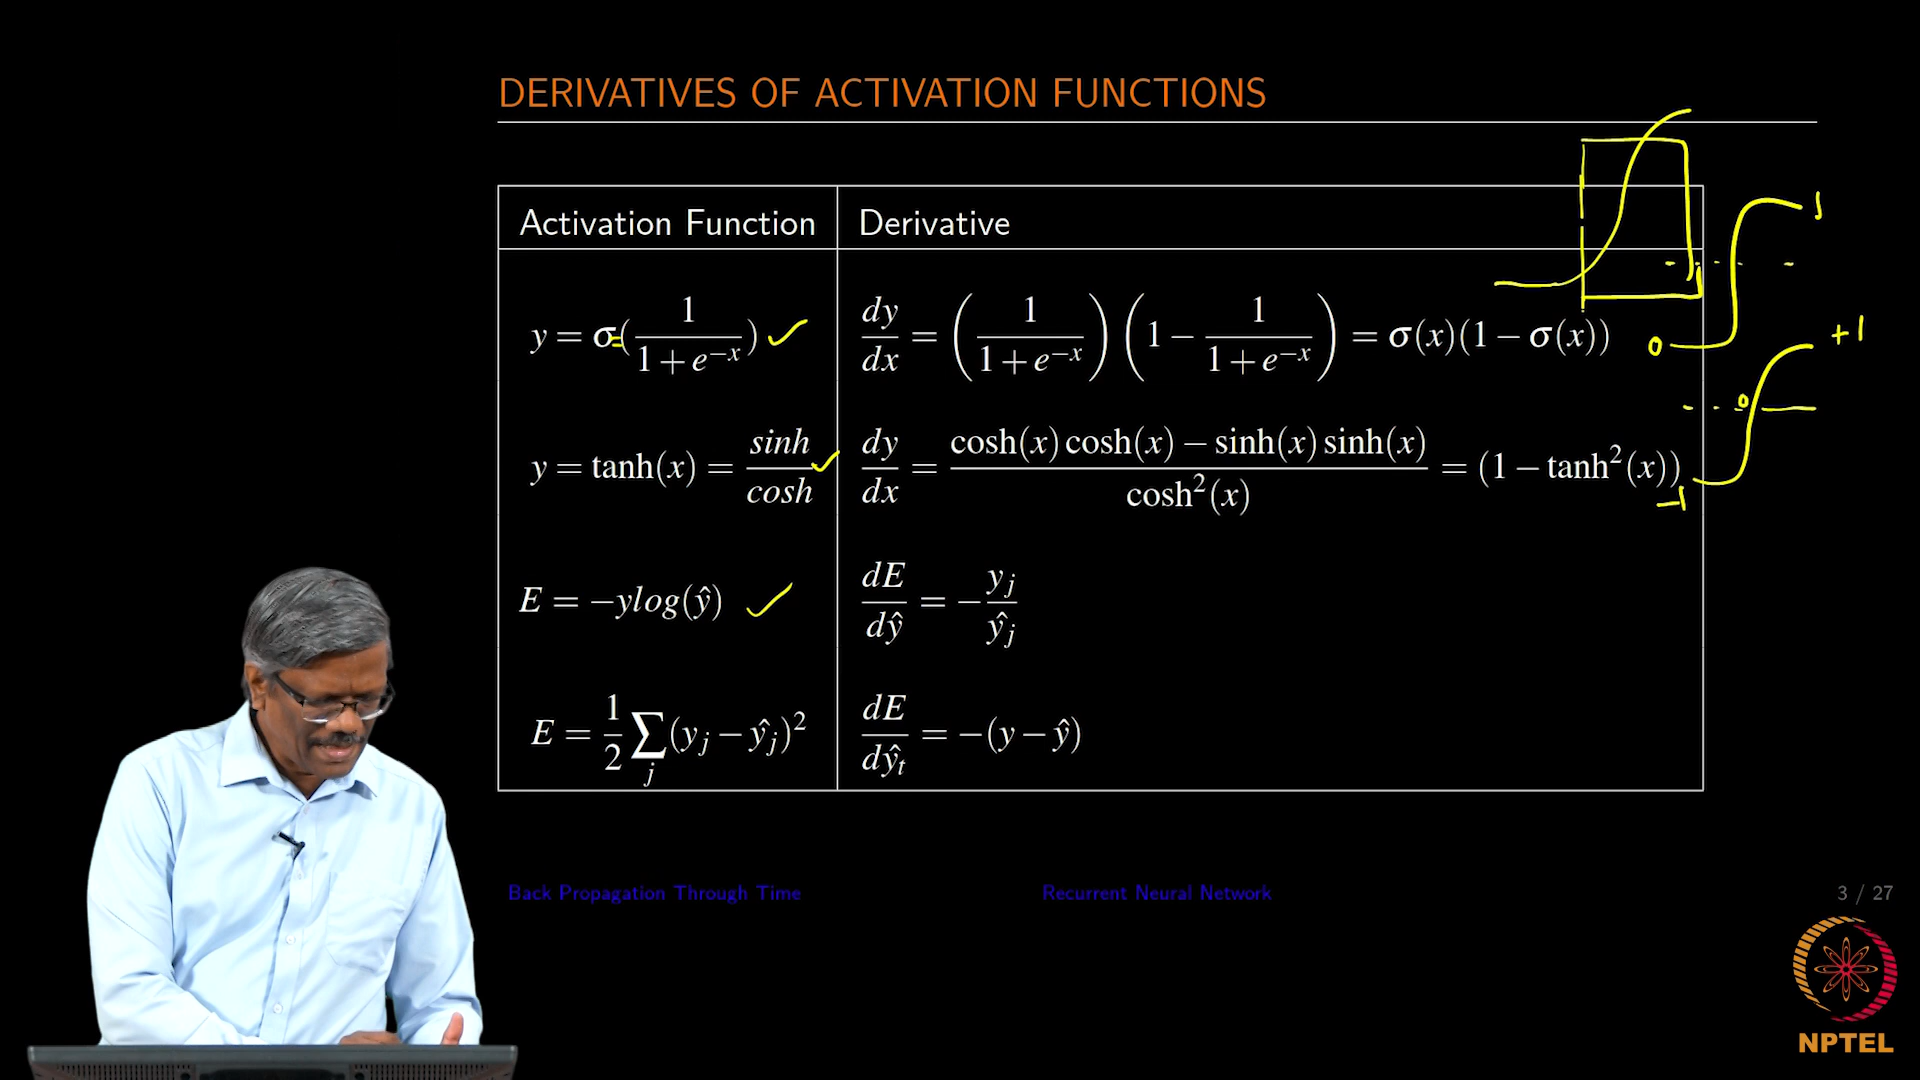 DERIVATIVES OF ACTIVATION FUNCTIONS
Activation Function Derivative
y = σ(1/(1+e^{-x})) dy/dx = (1/(1+e^{-x}))(1 − 1/(1+e^{-x})) = σ(x)(1 − σ(x))
1
0
+1
0
y = tanh(x) = sinh/cosh dy/dx = (cosh(x) cosh(x) − sinh(x) sinh(x))/cosh²(x) = (1 − tanh²(x))
-1
E = −ylog(ŷ) dE/dŷ = −y_j/ŷ_j
E = 1/2 ∑_j (y_j − ŷ_j)² dE/dŷ_t = −(y − ŷ)
Back Propagation Through Time Recurrent Neural Network 3 / 27
NPTEL